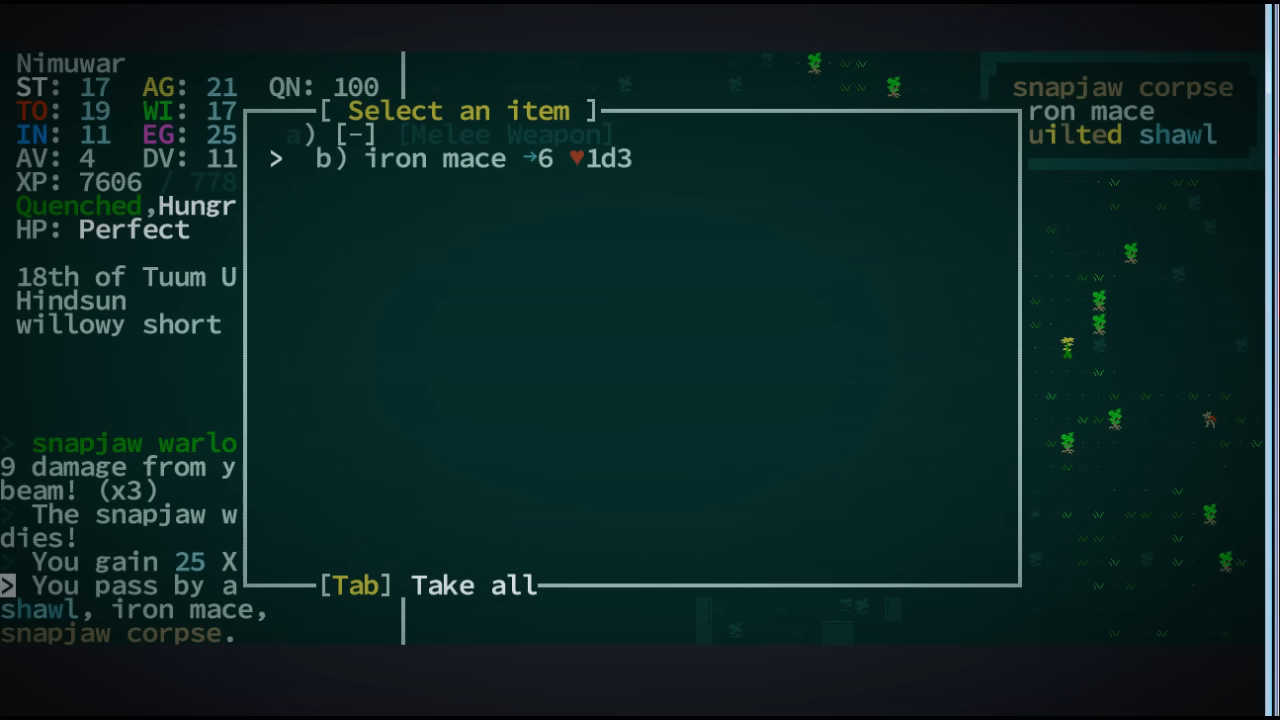 Nimuwar
ST: 17 AG: 21 QN: 100
TO: 19 WI: 17
IN: 11 EG: 25
AV: 4 DV: 11
XP: 7606 / 778
Quenched,Hungr
HP: Perfect
18th of Tuum U
Hindsun
willowy short
> snapjaw warlo
9 damage from y
beam! (x3)
> The snapjaw w
dies!
> You gain 25 X
> You pass by a
shawl, iron mace,
snapjaw corpse.
[ Select an item ]
a) [-] [Melee Weapon]
> b) iron mace →6 ♥1d3
[Tab] Take all
snapjaw corpse
ron mace
uilted shawl